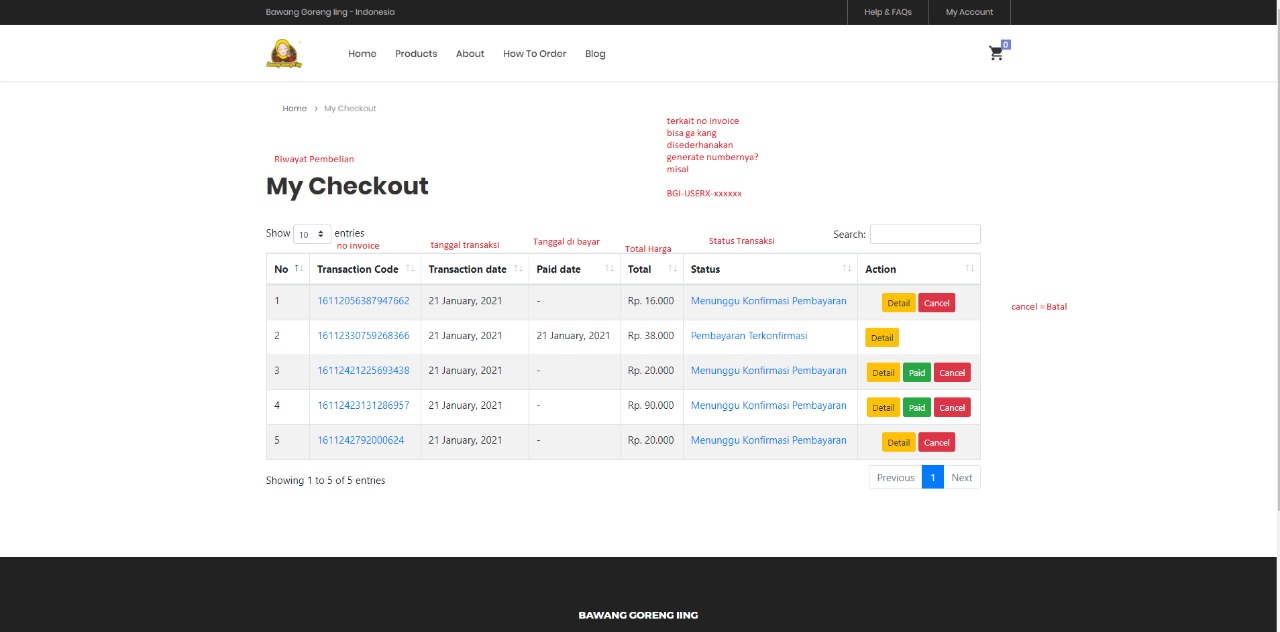 Bawang Goreng Iing - Indonesia
Help & FAQs
My Account
Home
Products
About
How To Order
Blog
0
Home > My Checkout
terkait no invoice
bisa ga kang
disederhanakan
generate numbernya?
misal
BGI-USERX-xxxxxx
Riwayat Pembelian
My Checkout
Show 10 entries
Search:
no invoice
tanggal transaksi
Tanggal di bayar
Total Harga
Status Transaksi
No Transaction Code Transaction date Paid date Total Status Action
1 16112056387947662 21 January, 2021 - Rp. 16.000 Menunggu Konfirmasi Pembayaran Detail Cancel
cancel = Batal
2 16112330759268366 21 January, 2021 21 January, 2021 Rp. 38.000 Pembayaran Terkonfirmasi Detail
3 16112421225693438 21 January, 2021 - Rp. 20.000 Menunggu Konfirmasi Pembayaran Detail Paid Cancel
4 16112423131286957 21 January, 2021 - Rp. 90.000 Menunggu Konfirmasi Pembayaran Detail Paid Cancel
5 1611242792000624 21 January, 2021 - Rp. 20.000 Menunggu Konfirmasi Pembayaran Detail Cancel
Showing 1 to 5 of 5 entries
Previous 1 Next
BAWANG GORENG IING